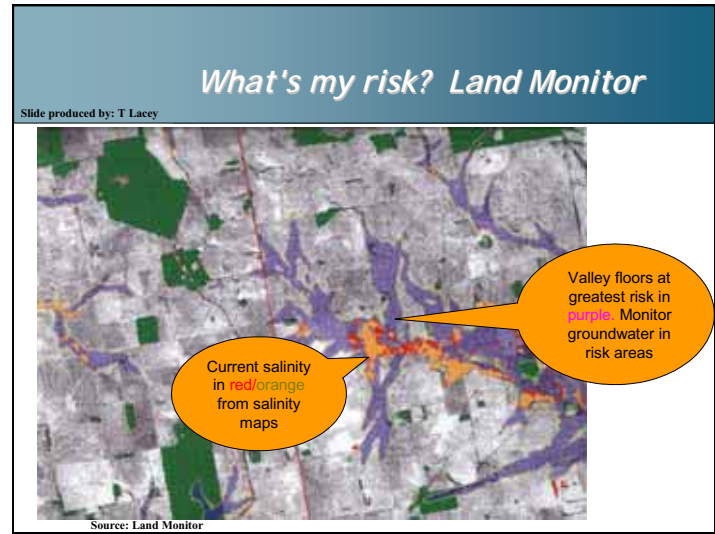 What's my risk? Land Monitor
Slide produced by: T Lacey
Valley floors at
greatest risk in
purple. Monitor
groundwater in
risk areas
Current salinity
in red/orange
from salinity
maps
Source: Land Monitor